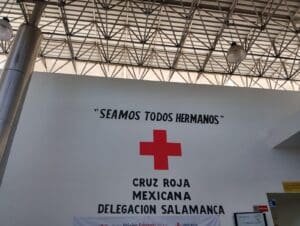 "SEAMOS TODOS HERMANOS"
CRUZ ROJA
MEXICANA
DELEGACION SALAMANCA